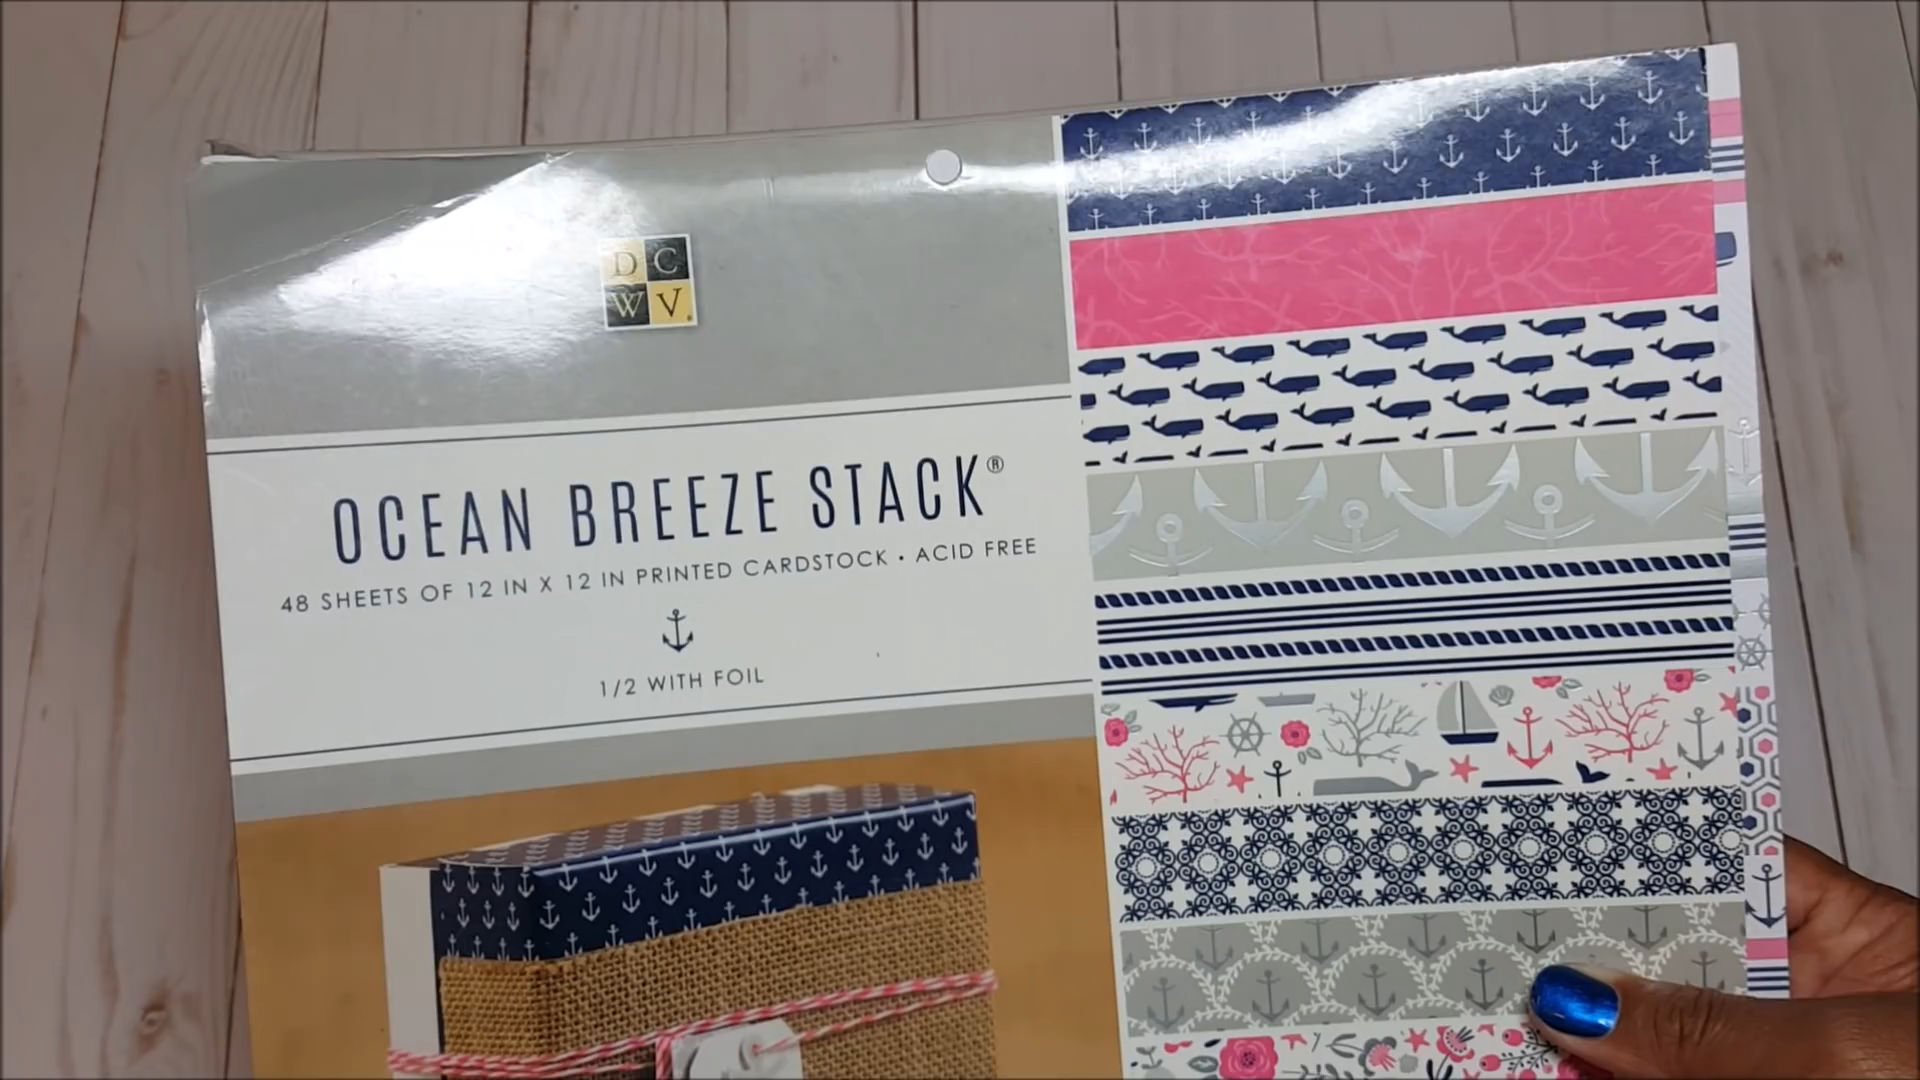 D C
W V®
OCEAN BREEZE STACK®
48 SHEETS OF 12 IN X 12 IN PRINTED CARDSTOCK • ACID FREE
1/2 WITH FOIL